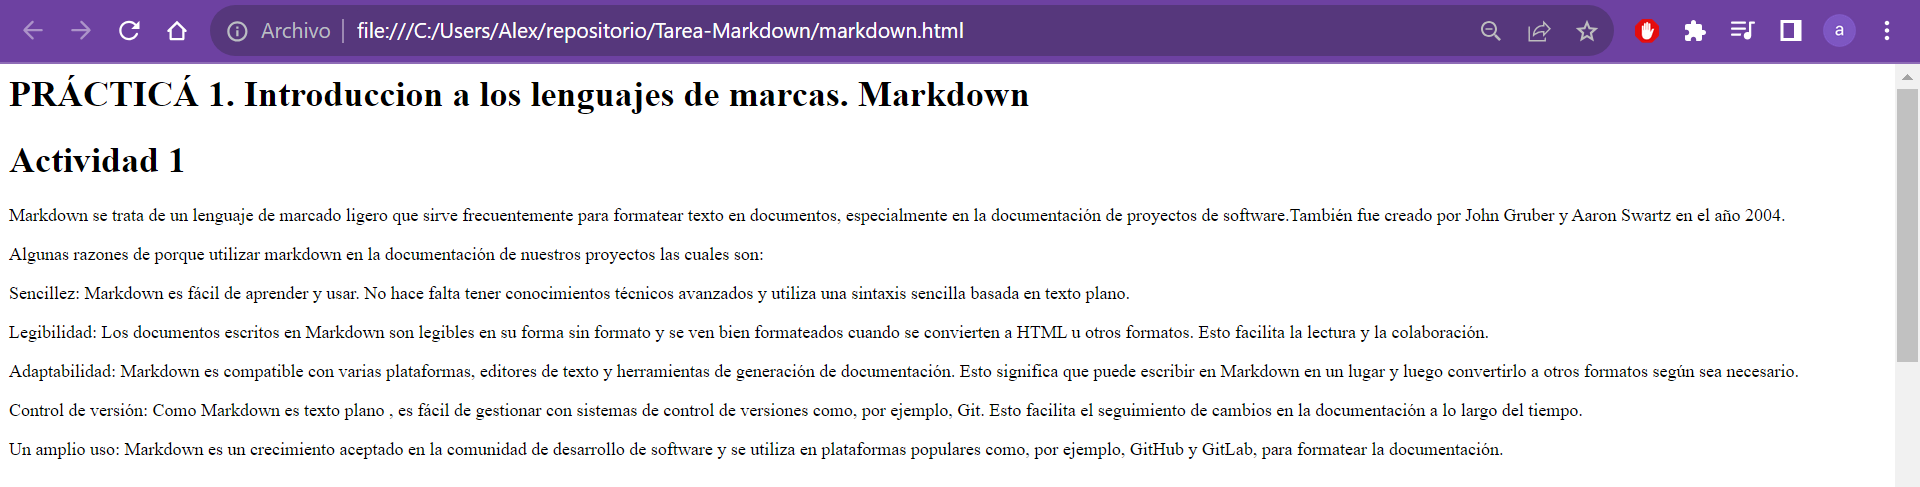 Archivo file:///C:/Users/Alex/repositorio/Tarea-Markdown/markdown.html a
PRÁCTICÁ 1. Introduccion a los lenguajes de marcas. Markdown
Actividad 1
Markdown se trata de un lenguaje de marcado ligero que sirve frecuentemente para formatear texto en documentos, especialmente en la documentación de proyectos de software.También fue creado por John Gruber y Aaron Swartz en el año 2004.
Algunas razones de porque utilizar markdown en la documentación de nuestros proyectos las cuales son:
Sencillez: Markdown es fácil de aprender y usar. No hace falta tener conocimientos técnicos avanzados y utiliza una sintaxis sencilla basada en texto plano.
Legibilidad: Los documentos escritos en Markdown son legibles en su forma sin formato y se ven bien formateados cuando se convierten a HTML u otros formatos. Esto facilita la lectura y la colaboración.
Adaptabilidad: Markdown es compatible con varias plataformas, editores de texto y herramientas de generación de documentación. Esto significa que puede escribir en Markdown en un lugar y luego convertirlo a otros formatos según sea necesario.
Control de versión: Como Markdown es texto plano , es fácil de gestionar con sistemas de control de versiones como, por ejemplo, Git. Esto facilita el seguimiento de cambios en la documentación a lo largo del tiempo.
Un amplio uso: Markdown es un crecimiento aceptado en la comunidad de desarrollo de software y se utiliza en plataformas populares como, por ejemplo, GitHub y GitLab, para formatear la documentación.